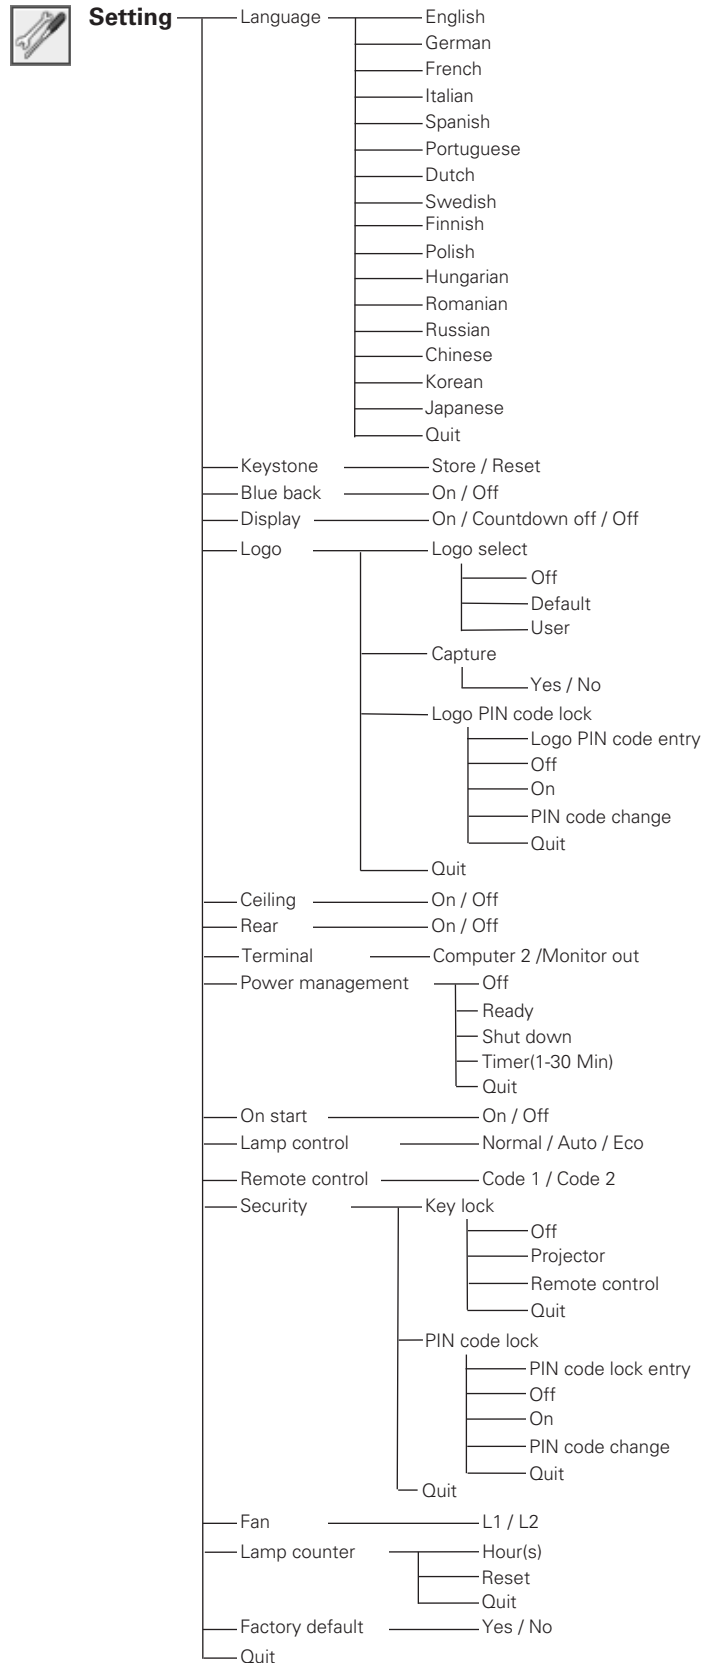 Setting Language English
German
French
Italian
Spanish
Portuguese
Dutch
Swedish
Finnish
Polish
Hungarian
Romanian
Russian
Chinese
Korean
Japanese
Quit
Keystone Store / Reset
Blue back On / Off
Display On / Countdown off / Off
Logo Logo select
Off
Default
User
Capture
Yes / No
Logo PIN code lock
Logo PIN code entry
Off
On
PIN code change
Quit
Quit
Ceiling On / Off
Rear On / Off
Terminal Computer 2 /Monitor out
Power management Off
Ready
Shut down
Timer(1-30 Min)
Quit
On start On / Off
Lamp control Normal / Auto / Eco
Remote control Code 1 / Code 2
Security Key lock
Off
Projector
Remote control
Quit
PIN code lock
PIN code lock entry
Off
On
PIN code change
Quit
Quit
Fan L1 / L2
Lamp counter Hour(s)
Reset
Quit
Factory default Yes / No
Quit